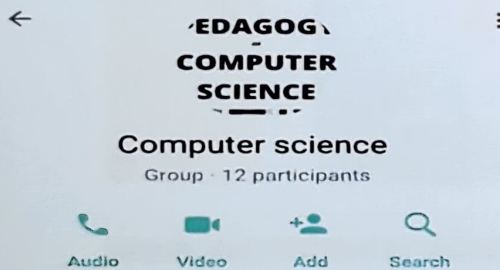 EDAGOG
COMPUTER
SCIENCE
Computer science
Group · 12 participants
Audio Video Add Search